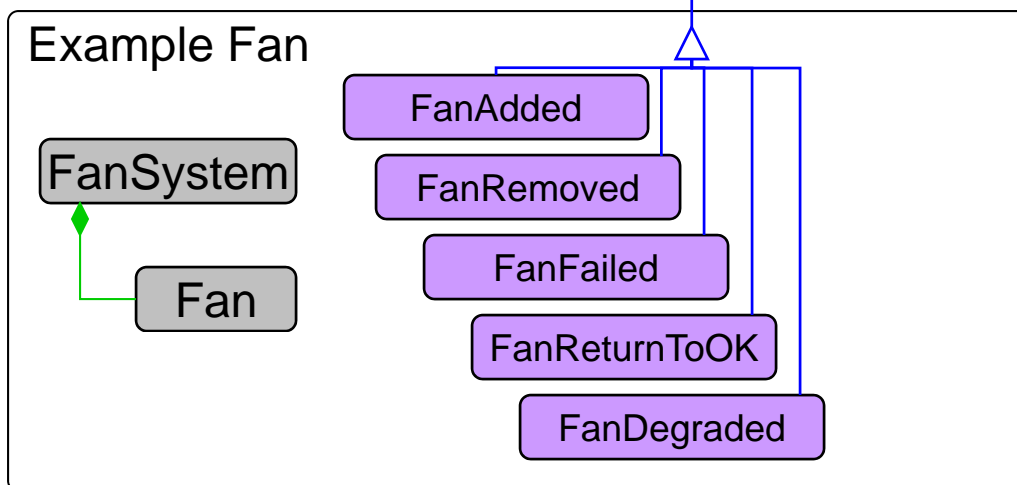 Example Fan
FanAdded
FanSystem
FanRemoved
FanFailed
Fan
FanReturnToOK
FanDegraded